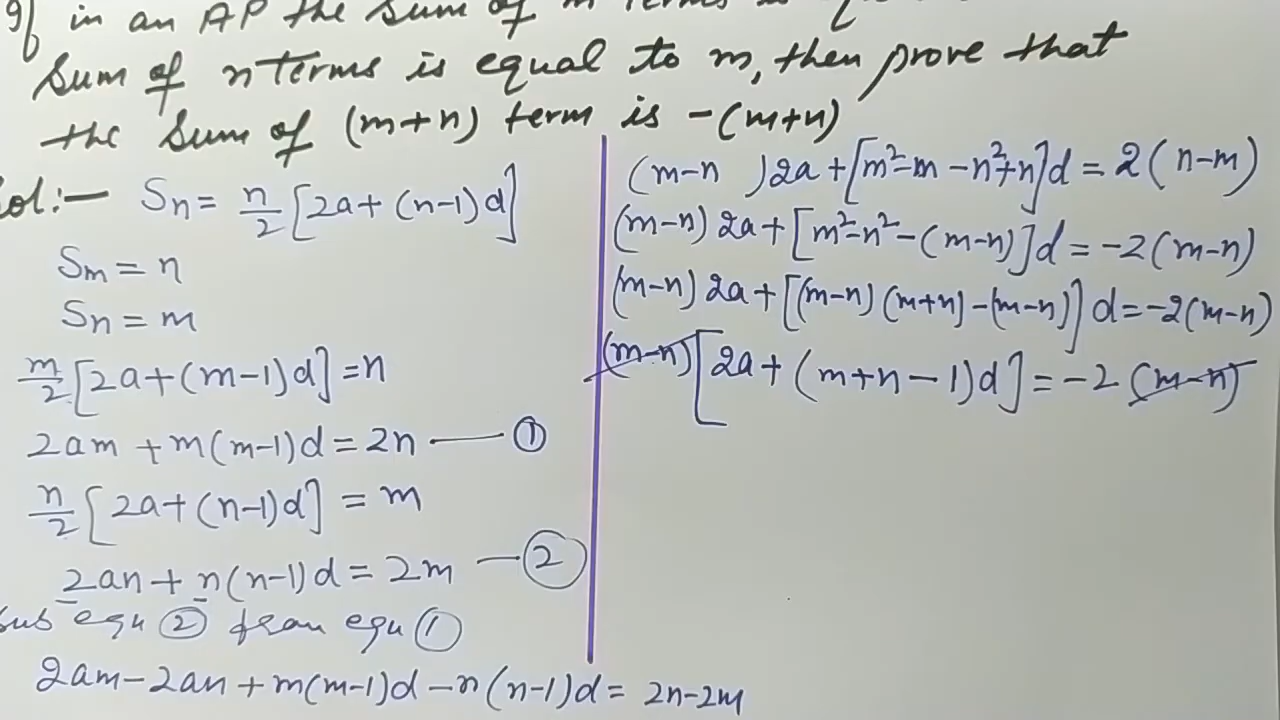 If in an AP the sum of m terms is
sum of n terms is equal to m, then prove that
the sum of (m+n) term is -(m+n)
Sol:- Sn = n/2 [2a+(n-1)d]
Sm = n
Sn = m
m/2 [2a+(m-1)d] = n
2am + m(m-1)d = 2n — ①
n/2 [2a+(n-1)d] = m
2an + n(n-1)d = 2m — ②
Sub equ ② from equ ①
2am-2an+m(m-1)d-n(n-1)d = 2n-2m
(m-n )2a+[m²-m-n²+n]d = 2(n-m)
(m-n) 2a+[m²-n²-(m-n)]d = -2(m-n)
(m-n) 2a+[(m-n)(m+n)-(m-n)]d = -2(m-n)
(m-n)[2a+(m+n-1)d] = -2(m-n)